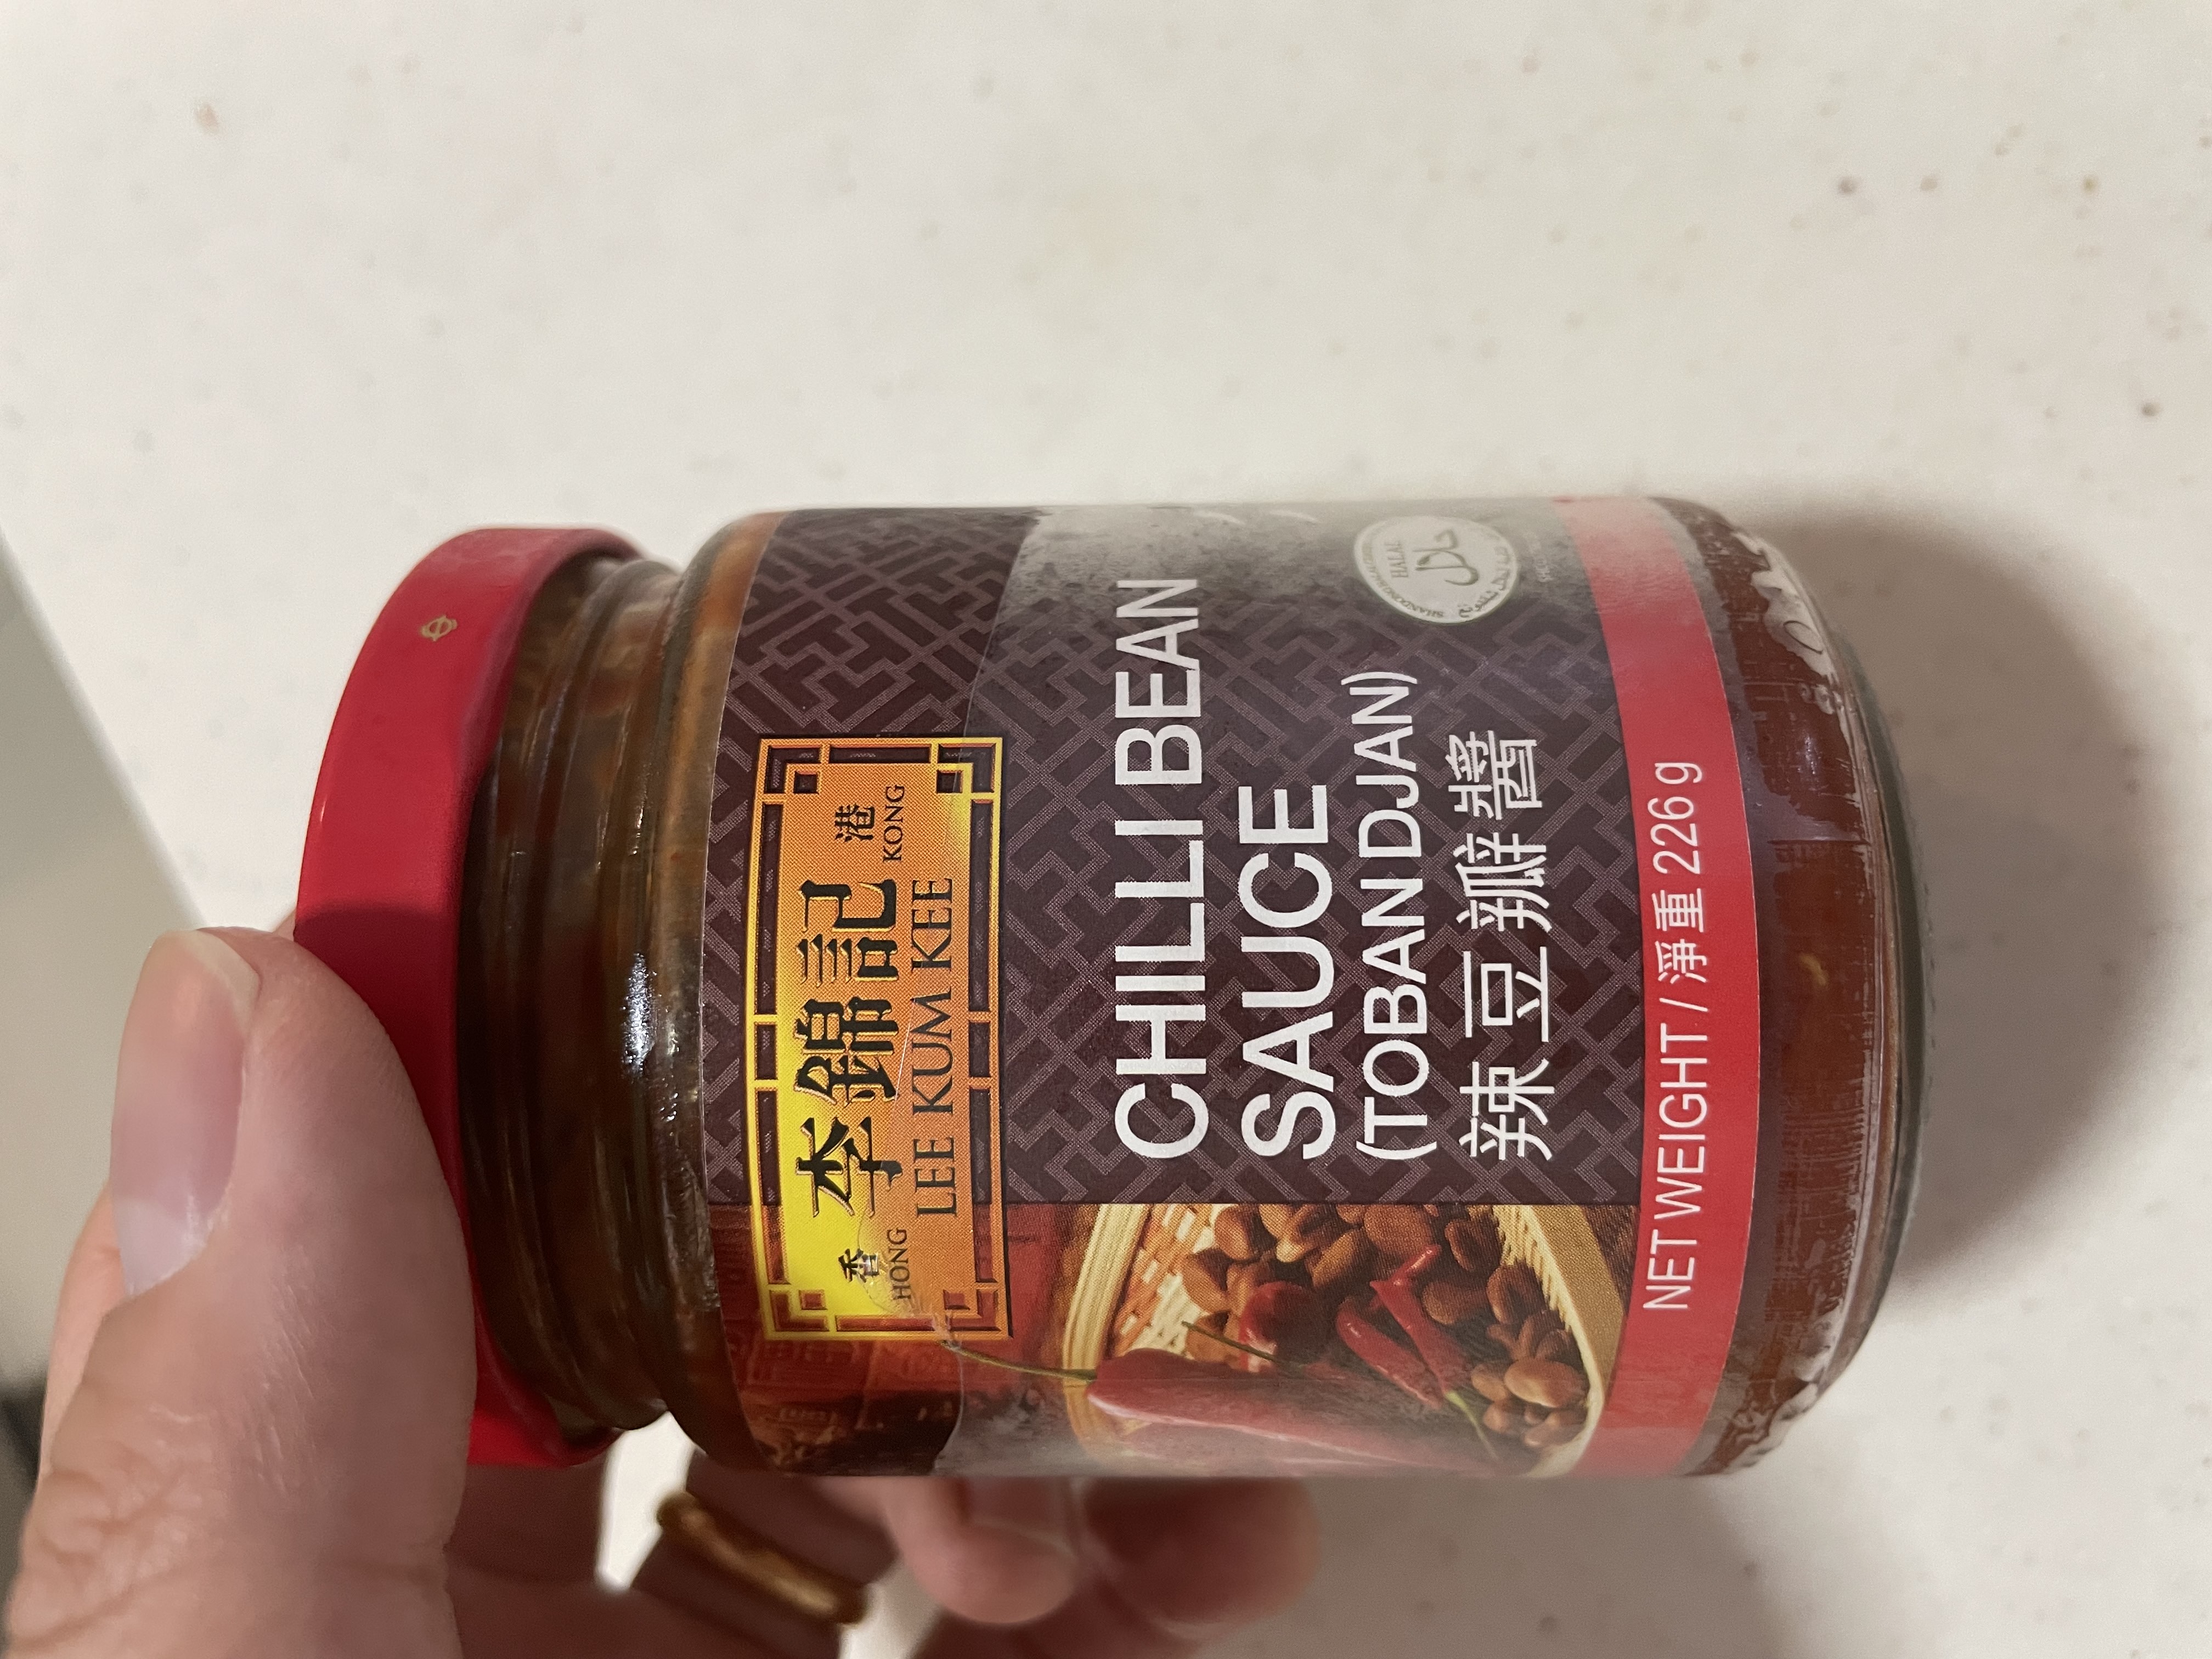 香 李錦記 港
HONG LEE KUM KEE KONG
CHILLI BEAN
SAUCE
(TOBAN DJAN)
辣豆瓣醬
HALAL
حلال
NET WEIGHT / 淨重 226 g